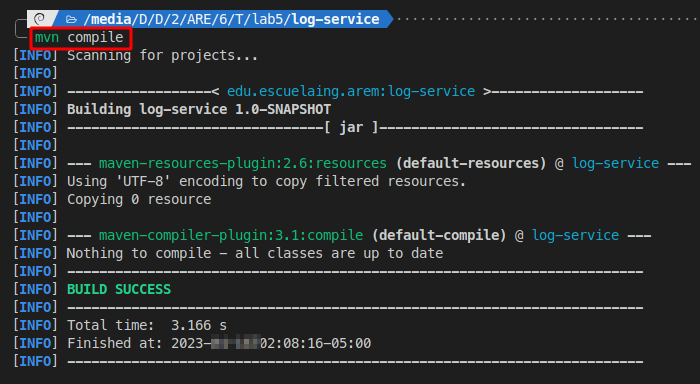 /media/D/D/2/ARE/6/T/lab5/log-service
mvn compile
[INFO] Scanning for projects...
[INFO]
[INFO] ------------------< edu.escuelaing.arem:log-service >-------------------
[INFO] Building log-service 1.0-SNAPSHOT
[INFO] --------------------------------[ jar ]---------------------------------
[INFO]
[INFO] --- maven-resources-plugin:2.6:resources (default-resources) @ log-service ---
[INFO] Using 'UTF-8' encoding to copy filtered resources.
[INFO] Copying 0 resource
[INFO]
[INFO] --- maven-compiler-plugin:3.1:compile (default-compile) @ log-service ---
[INFO] Nothing to compile - all classes are up to date
[INFO] ------------------------------------------------------------------------
[INFO] BUILD SUCCESS
[INFO] ------------------------------------------------------------------------
[INFO] Total time:  3.166 s
[INFO] Finished at: 2023-02:08:16-05:00
[INFO] ------------------------------------------------------------------------